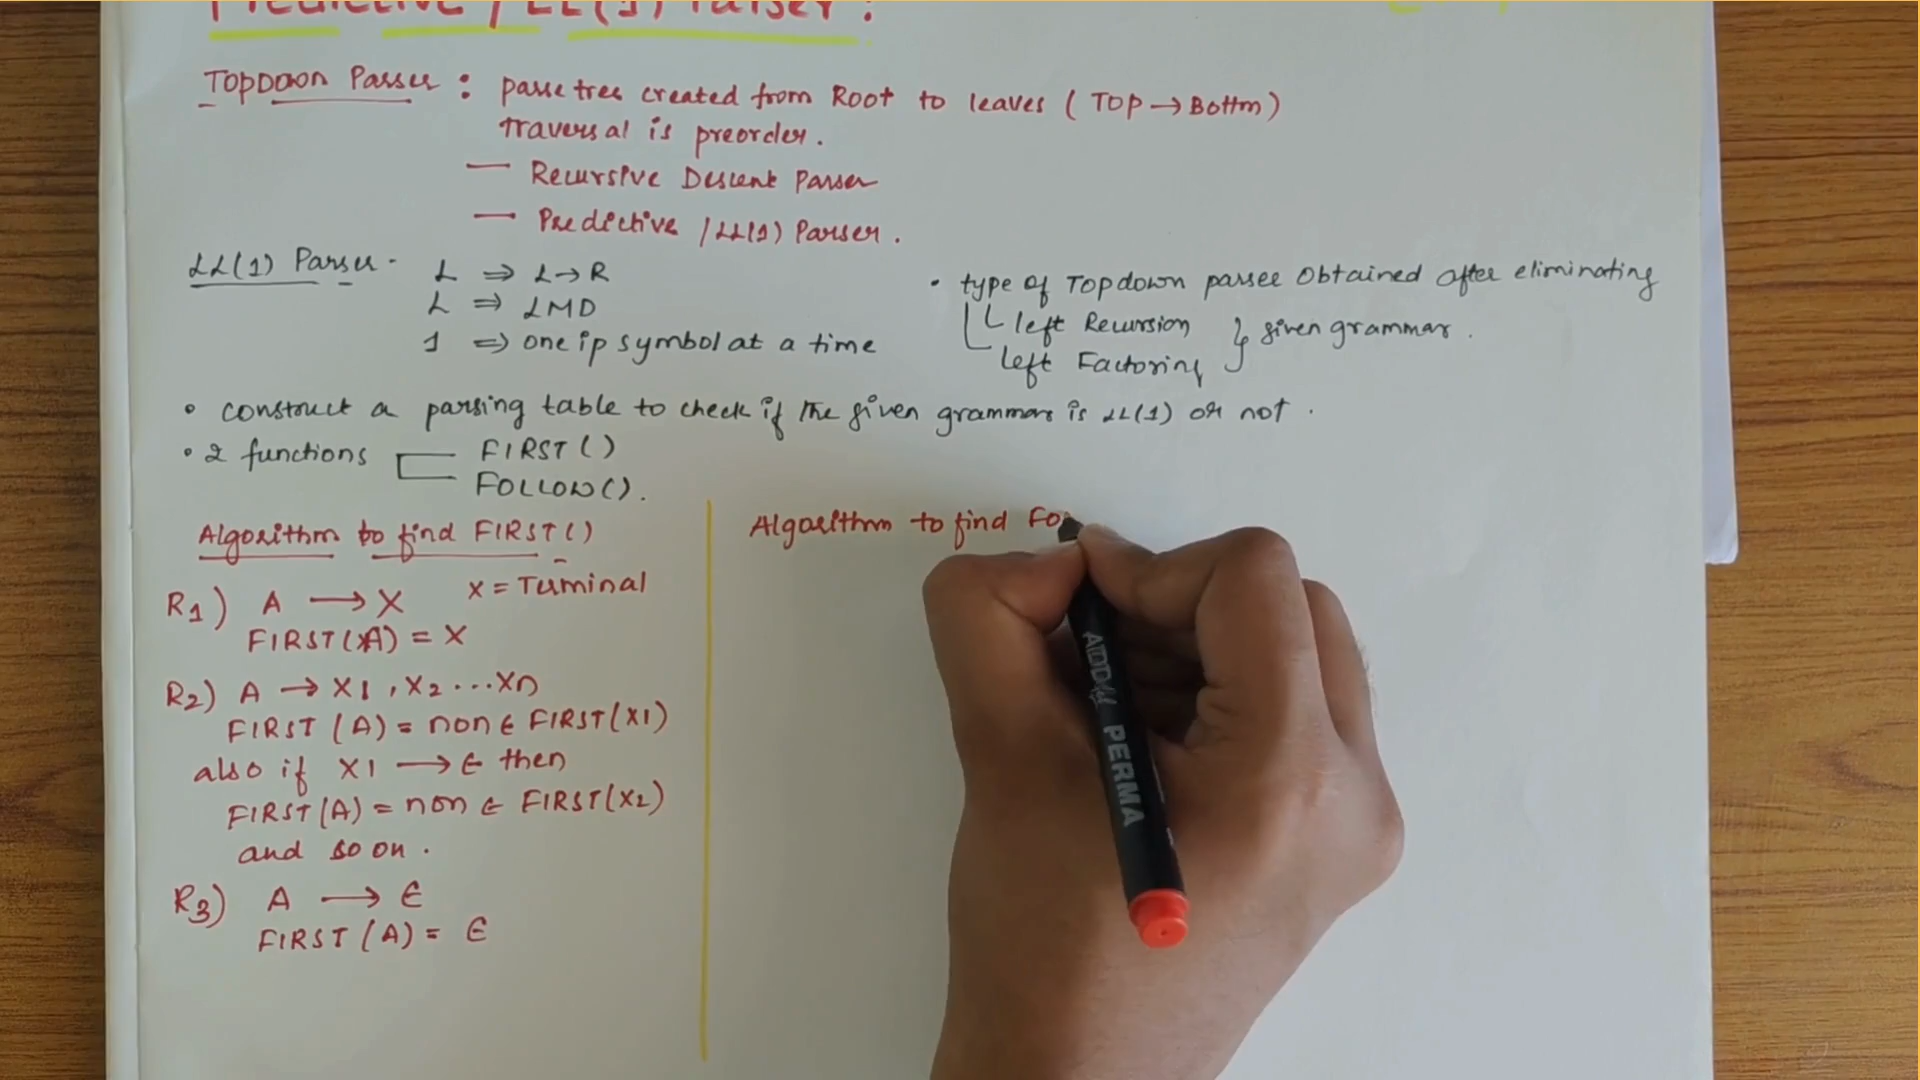 Predictive / LL(1) Parser :
Topdown Parser : parse tree created from Root to leaves ( Top → Bottm )
traversal is preorder.
— Recursive Descent Parser
— Predictive / LL(1) Parser .
LL(1) Parser -
L ⇒ L→R
L ⇒ LMD
1 ⇒ one ip symbol at a time
• type of Topdown parser obtained after eliminating
left Recursion
left Factoring
} given grammar .
• construct a parsing table to check if the given grammar is LL(1) or not .
• 2 functions
FIRST ( )
FOLLOW ( ) .
Algorithm to find FIRST ( )
R1) A → X X = Terminal
FIRST(A) = X
R2) A → X1 , X2 ... Xn
FIRST (A) = non ∈ FIRST(X1)
also if X1 → ∈ then
FIRST(A) = non ∈ FIRST(X2)
and so on .
R3) A → ∈
FIRST (A) = ∈
Algorithm to find Fo
ADDGel PERMA